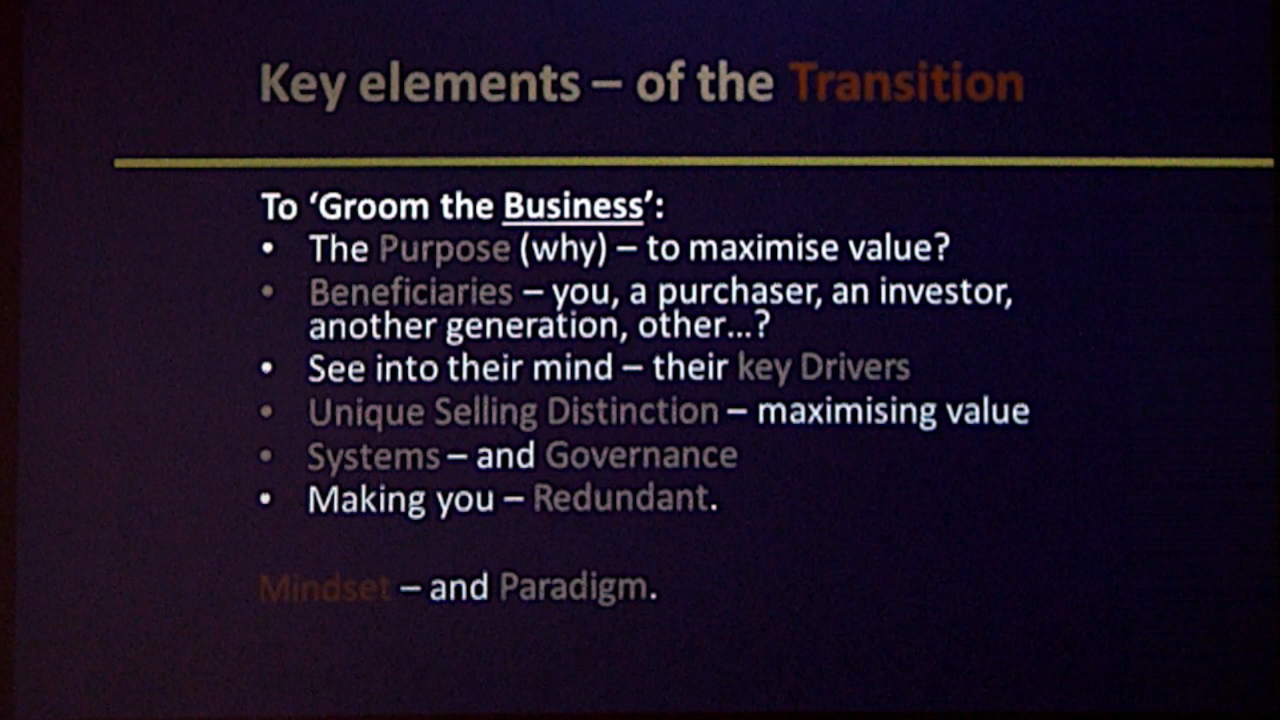 Key elements – of the Transition
To ‘Groom the Business’:
• The Purpose (why) – to maximise value?
• Beneficiaries – you, a purchaser, an investor,
another generation, other...?
• See into their mind – their key Drivers
• Unique Selling Distinction – maximising value
• Systems – and Governance
• Making you – Redundant.
Mindset – and Paradigm.